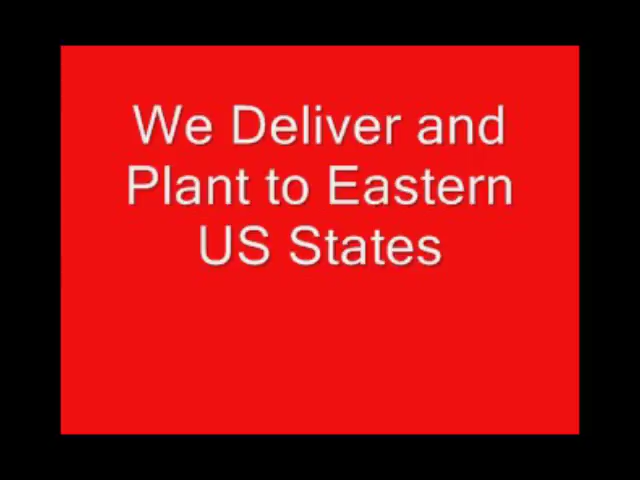 We Deliver and
Plant to Eastern
US States